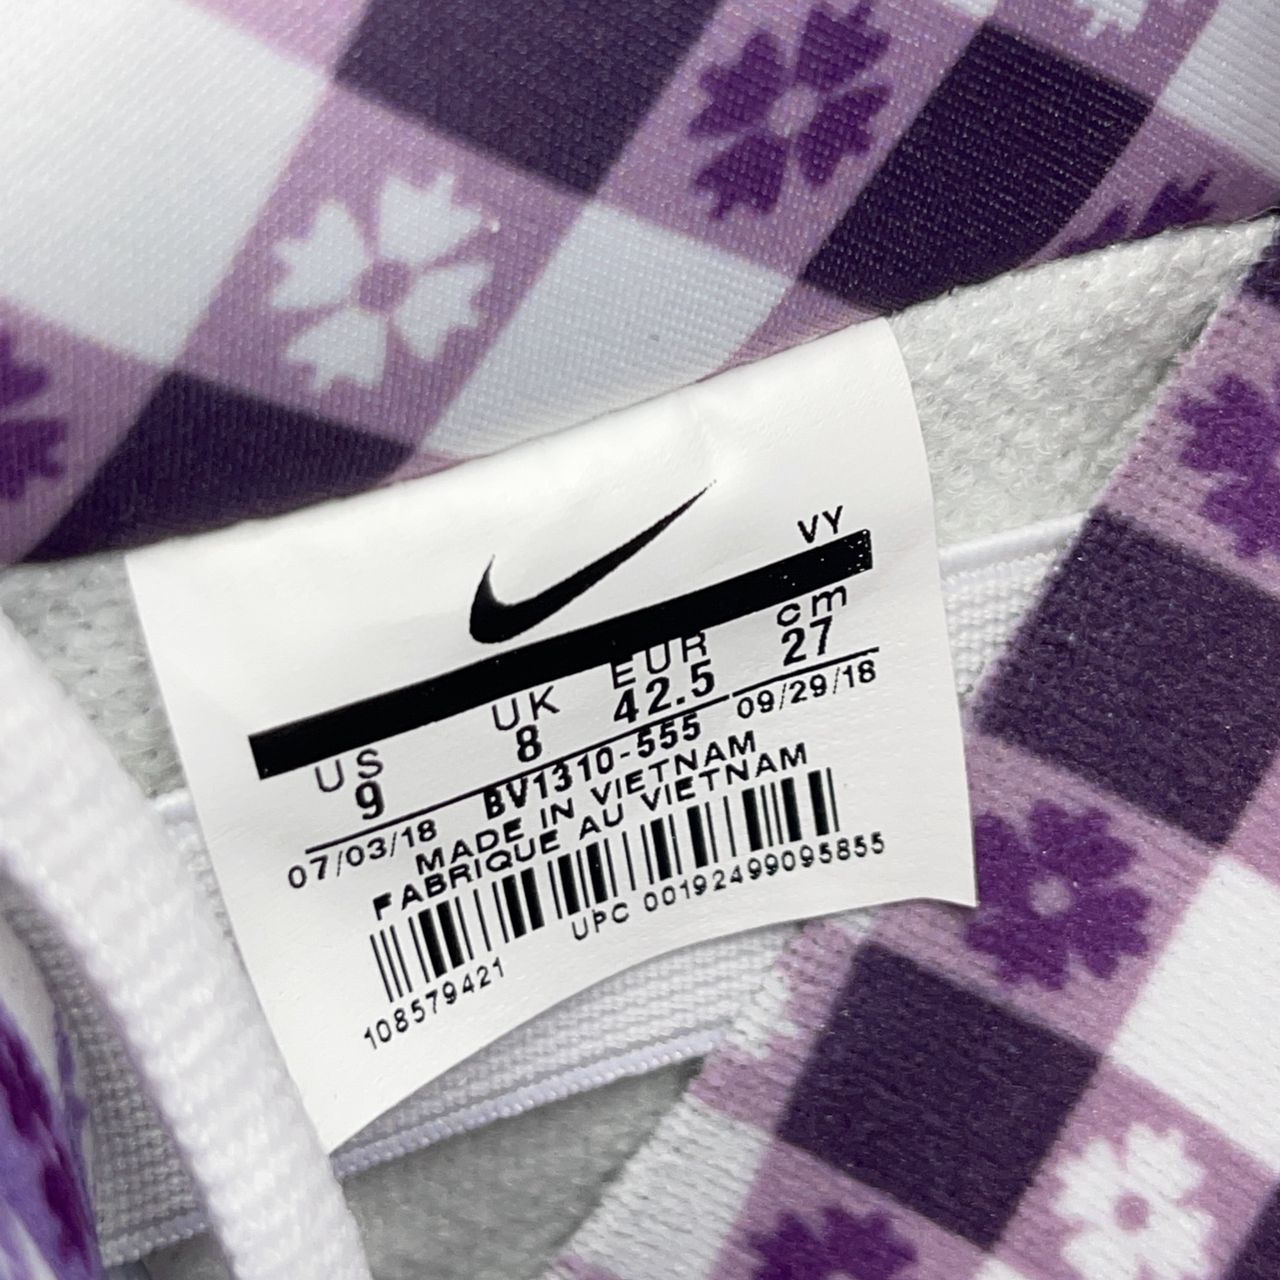 VY
US UK EUR cm
9 8 42.5 27
07/03/18 BV1310-555 09/29/18
MADE IN VIETNAM
FABRIQUE AU VIETNAM
UPC 00192499095855
108579421